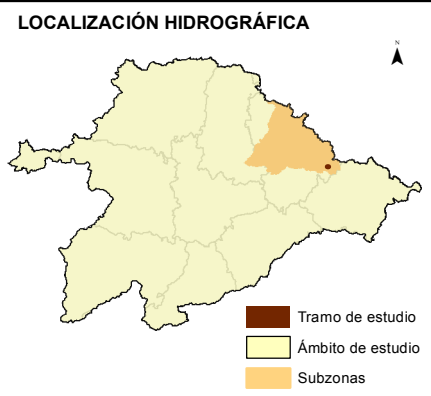 LOCALIZACIÓN HIDROGRÁFICA
N
Tramo de estudio
Ámbito de estudio
Subzonas